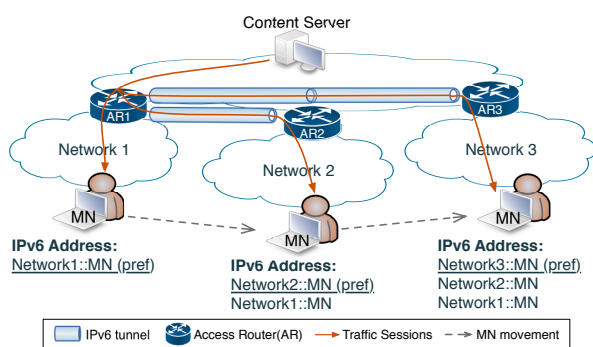 Content Server
AR1
AR2
AR3
Network 1
Network 2
Network 3
MN
MN
MN
IPv6 Address:
Network1::MN (pref)
IPv6 Address:
Network2::MN (pref)
Network1::MN
IPv6 Address:
Network3::MN (pref)
Network2::MN
Network1::MN
IPv6 tunnel
Access Router(AR)
Traffic Sessions
MN movement